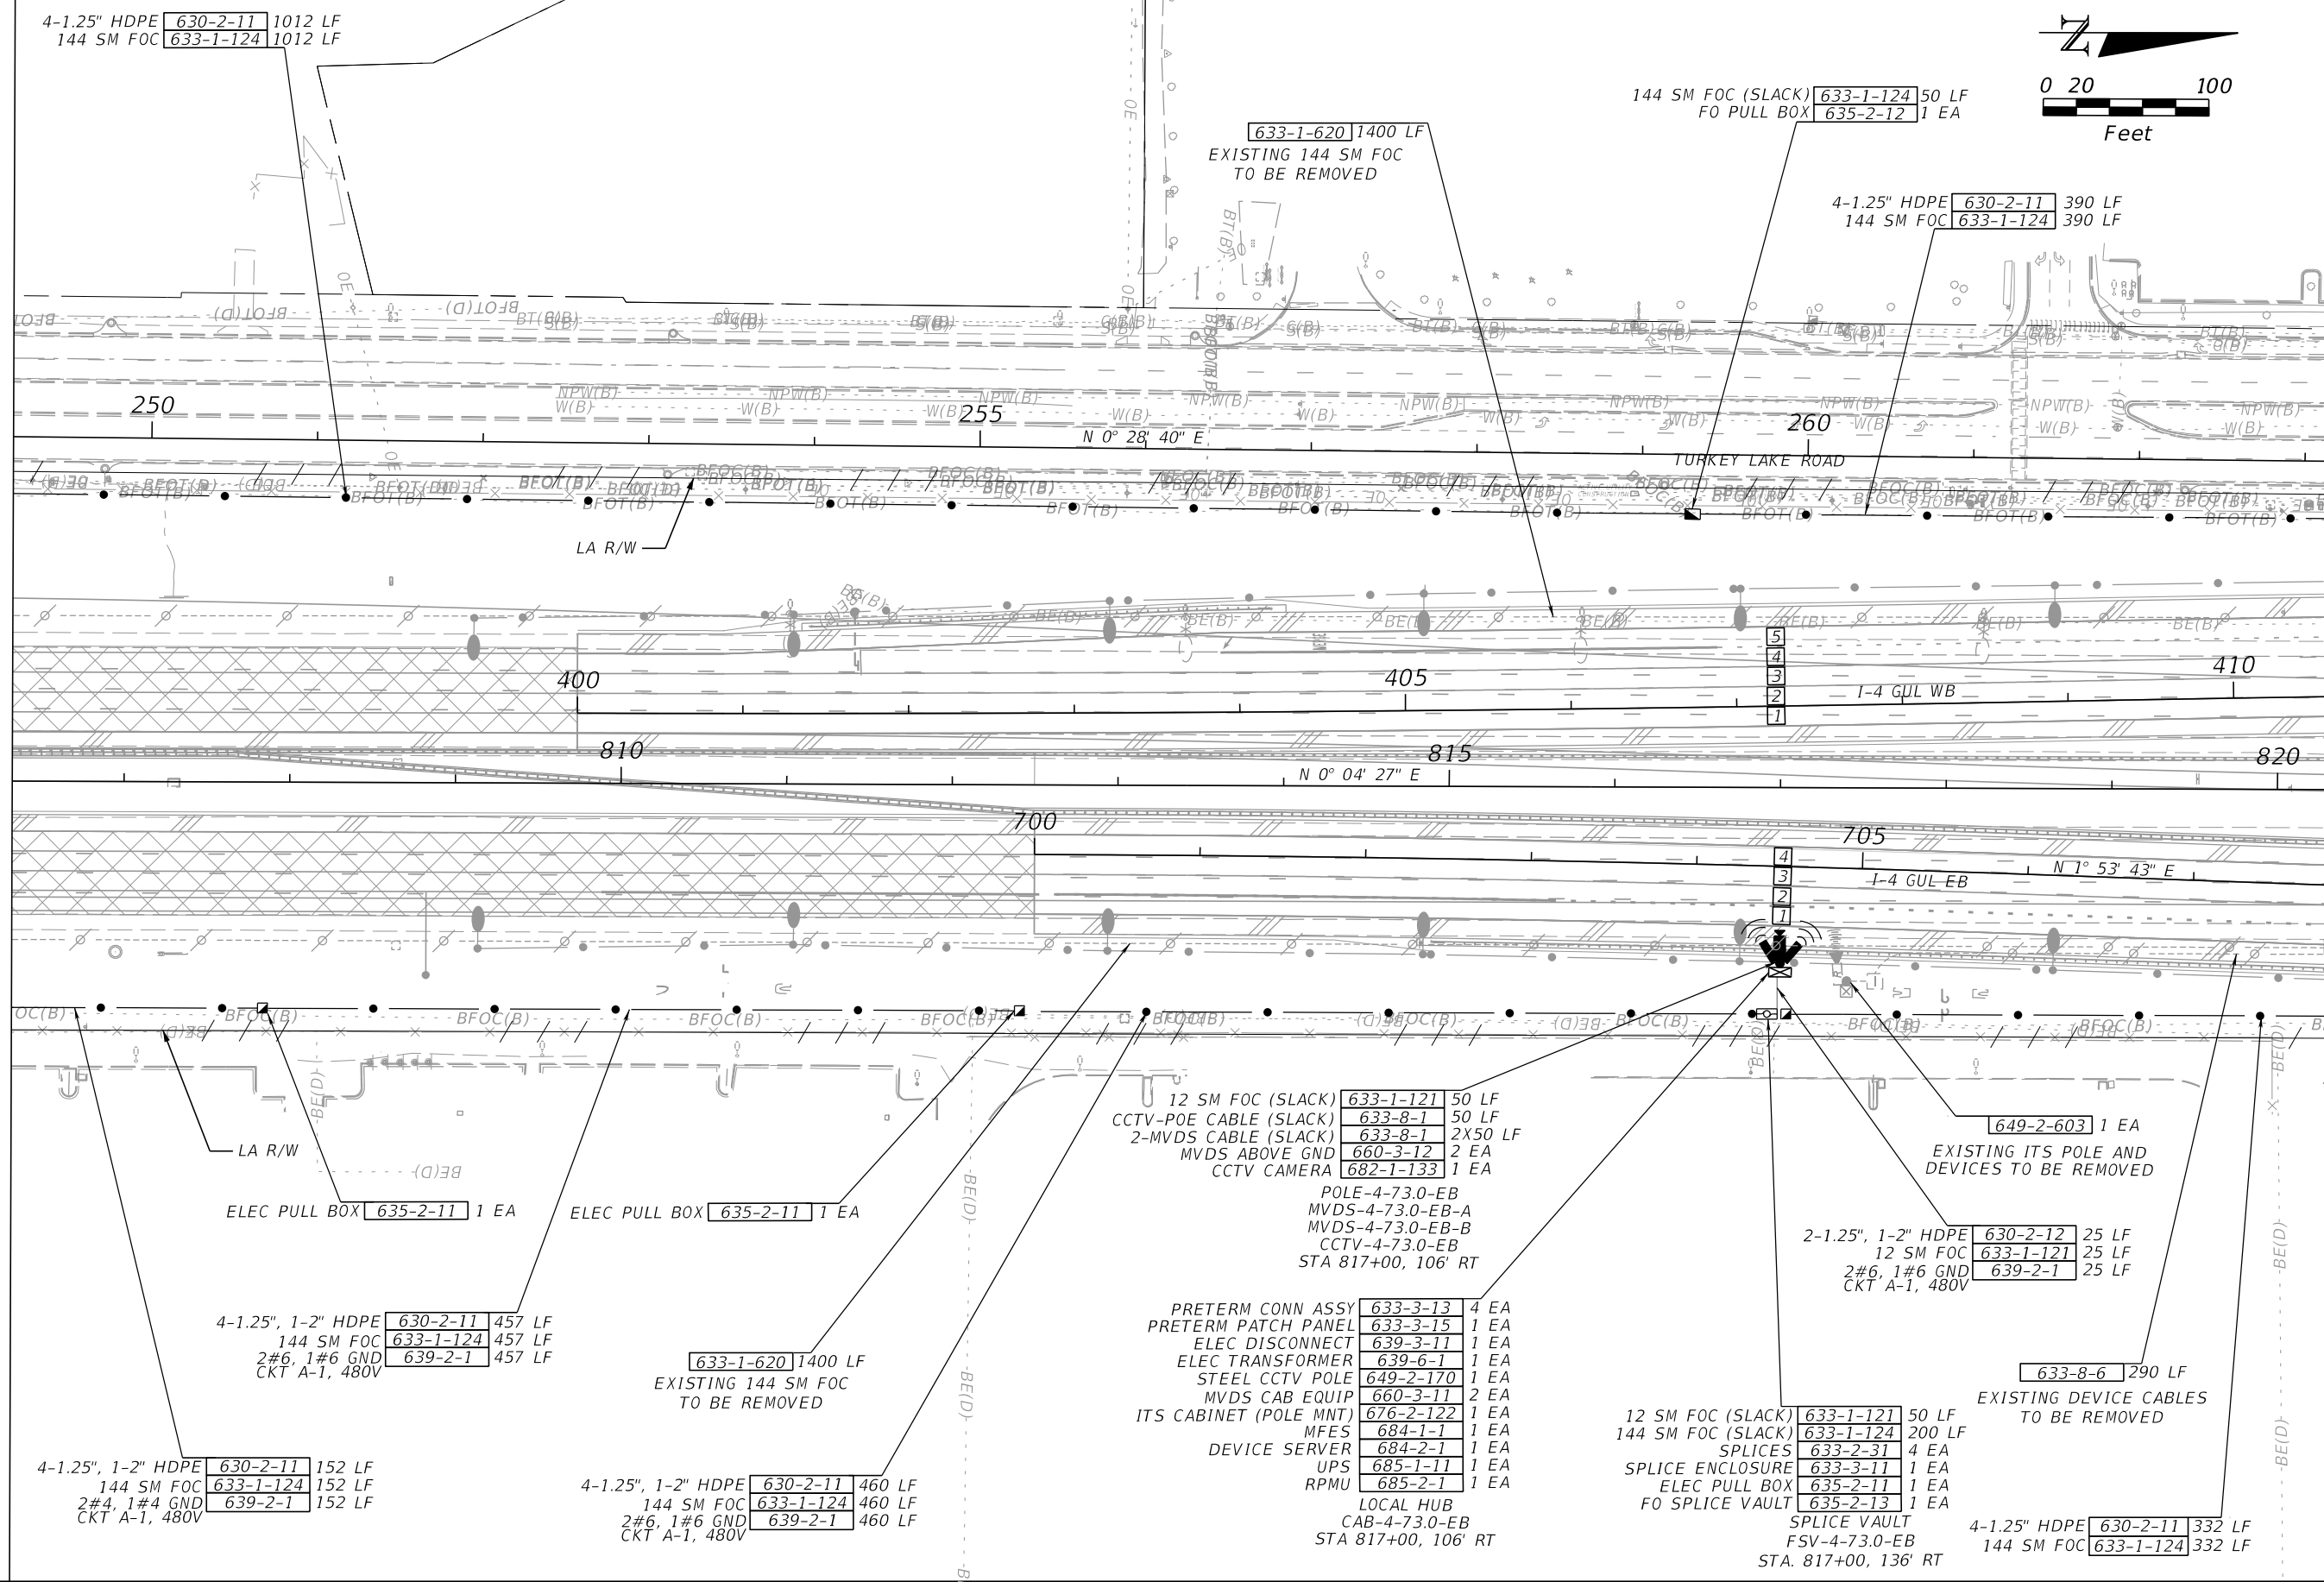 4-1.25" HDPE 630-2-11 1012 LF
144 SM FOC 633-1-124 1012 LF
N
0 20 100
Feet
144 SM FOC (SLACK) 633-1-124 50 LF
FO PULL BOX 635-2-12 1 EA
633-1-620 1400 LF
EXISTING 144 SM FOC
TO BE REMOVED
4-1.25" HDPE 630-2-11 390 LF
144 SM FOC 633-1-124 390 LF
250
255
260
N 0° 28' 40" E
TURKEY LAKE ROAD
LA R/W
400
405
410
5
4
3
2
1
I-4 GUL WB
810
815
820
N 0° 04' 27" E
700
705
4
3
2
1
I-4 GUL EB
N 1° 53' 43" E
LA R/W
ELEC PULL BOX 635-2-11 1 EA
ELEC PULL BOX 635-2-11 1 EA
12 SM FOC (SLACK) 633-1-121 50 LF
CCTV-POE CABLE (SLACK) 633-8-1 50 LF
2-MVDS CABLE (SLACK) 633-8-1 2X50 LF
MVDS ABOVE GND 660-3-12 2 EA
CCTV CAMERA 682-1-133 1 EA
POLE-4-73.0-EB
MVDS-4-73.0-EB-A
MVDS-4-73.0-EB-B
CCTV-4-73.0-EB
STA 817+00, 106' RT
649-2-603 1 EA
EXISTING ITS POLE AND
DEVICES TO BE REMOVED
2-1.25", 1-2" HDPE 630-2-12 25 LF
12 SM FOC 633-1-121 25 LF
2#6, 1#6 GND 639-2-1 25 LF
CKT A-1, 480V
4-1.25", 1-2" HDPE 630-2-11 457 LF
144 SM FOC 633-1-124 457 LF
2#6, 1#6 GND 639-2-1 457 LF
CKT A-1, 480V
633-1-620 1400 LF
EXISTING 144 SM FOC
TO BE REMOVED
PRETERM CONN ASSY 633-3-13 4 EA
PRETERM PATCH PANEL 633-3-15 1 EA
ELEC DISCONNECT 639-3-11 1 EA
ELEC TRANSFORMER 639-6-1 1 EA
STEEL CCTV POLE 649-2-170 1 EA
MVDS CAB EQUIP 660-3-11 2 EA
ITS CABINET (POLE MNT) 676-2-122 1 EA
MFES 684-1-1 1 EA
DEVICE SERVER 684-2-1 1 EA
UPS 685-1-11 1 EA
RPMU 685-2-1 1 EA
LOCAL HUB
CAB-4-73.0-EB
STA 817+00, 106' RT
633-8-6 290 LF
EXISTING DEVICE CABLES
TO BE REMOVED
12 SM FOC (SLACK) 633-1-121 50 LF
144 SM FOC (SLACK) 633-1-124 200 LF
SPLICES 633-2-31 4 EA
SPLICE ENCLOSURE 633-3-11 1 EA
ELEC PULL BOX 635-2-11 1 EA
FO SPLICE VAULT 635-2-13 1 EA
SPLICE VAULT
FSV-4-73.0-EB
STA. 817+00, 136' RT
4-1.25", 1-2" HDPE 630-2-11 152 LF
144 SM FOC 633-1-124 152 LF
2#4, 1#4 GND 639-2-1 152 LF
CKT A-1, 480V
4-1.25", 1-2" HDPE 630-2-11 460 LF
144 SM FOC 633-1-124 460 LF
2#6, 1#6 GND 639-2-1 460 LF
CKT A-1, 480V
4-1.25" HDPE 630-2-11 332 LF
144 SM FOC 633-1-124 332 LF